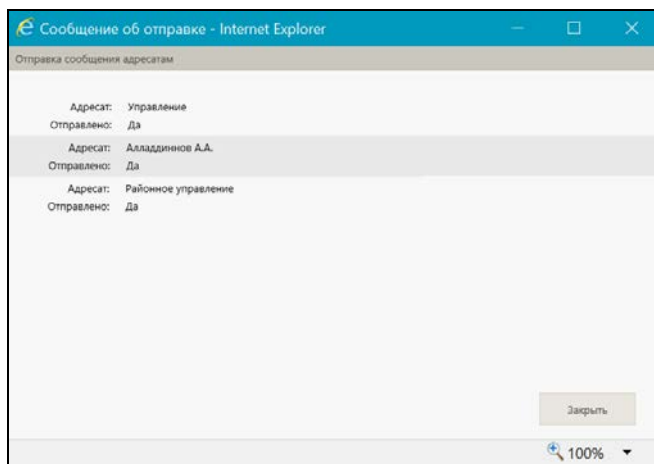 Сообщение об отправке - Internet Explorer
Отправка сообщения адресатам
Адресат: Управление
Отправлено: Да
Адресат: Алладдиннов А.А.
Отправлено: Да
Адресат: Районное управление
Отправлено: Да
Закрыть
100%